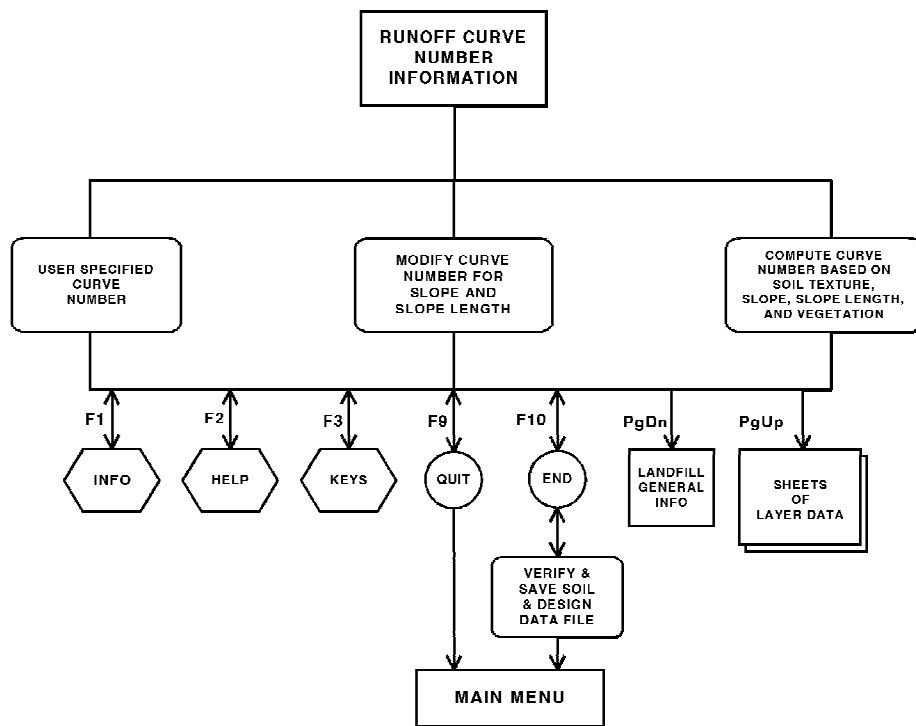 RUNOFF CURVE
NUMBER
INFORMATION
USER SPECIFIED
CURVE
NUMBER
MODIFY CURVE
NUMBER FOR
SLOPE AND
SLOPE LENGTH
COMPUTE CURVE
NUMBER BASED ON
SOIL TEXTURE,
SLOPE, SLOPE LENGTH,
AND VEGETATION
F1
F2
F3
F9
F10
PgDn
PgUp
INFO
HELP
KEYS
QUIT
END
LANDFILL
GENERAL
INFO
SHEETS
OF
LAYER DATA
VERIFY &
SAVE SOIL
& DESIGN
DATA FILE
MAIN MENU